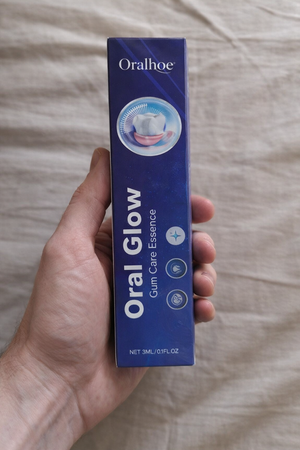 Oralhoe
Oral Glow
Gum Care Essence
NET 3ML/0.1FL.OZ